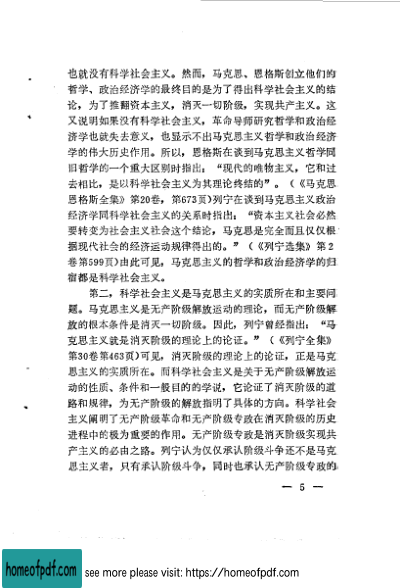 也就没有科学社会主义。然而，马克思、恩格斯创立他们的
哲学、政治经济学的最终目的是为了得出科学社会主义的结
论，为了推翻资本主义，消灭一切阶级，实现共产主义。这
又说明如果没有科学社会主义，革命导师研究哲学和政治经
济学也就失去意义，也显示不出马克思主义哲学和政治经济
学的伟大历史作用。所以，恩格斯在谈到马克思主义哲学同
旧哲学的一个重大区别时指出：“现代的唯物主义，它和过
去相比，是以科学社会主义为其理论终结的”。（《马克思
恩格斯全集》第20卷，第673页)列宁在谈到马克思主义政治
经济学同科学社会主义的关系时指出：“资本主义社会必然
要转变为社会主义社会这个结论，马克思是完全而且仅仅根
据现代社会的经济运动规律得出的。”（《列宁选集》第2
卷第599页)由此可见，马克思主义的哲学和政治经济学的归
宿都是科学社会主义。
第二，科学社会主义是马克思主义的实质所在和主要问
题。马克思主义是无产阶级解放运动的理论，而无产阶级解
放的根本条件是消灭一切阶级。因此，列宁曾经指出：“马
克思主义就是消灭阶级的理论上的论证。”（《列宁全集》
第30卷第463页)可见，消灭阶级的理论上的论证，正是马克
思主义的实质所在。而科学社会主义是关于无产阶级解放运
动的性质、条件和一般目的的学说，它论证了消灭阶级的道
路和规律，为无产阶级的解放指明了具体的方向。科学社会
主义阐明了无产阶级革命和无产阶级专政在消灭阶级的历史
进程中的极为重要的作用。无产阶级专政是消灭阶级实现共
产主义的必由之路。列宁认为仅仅承认阶级斗争还不是马克
思主义者，只有承认阶级斗争，同时也承认无产阶级专政的
— 5 —
homeofpdf.com
see more please visit: https://homeofpdf.com